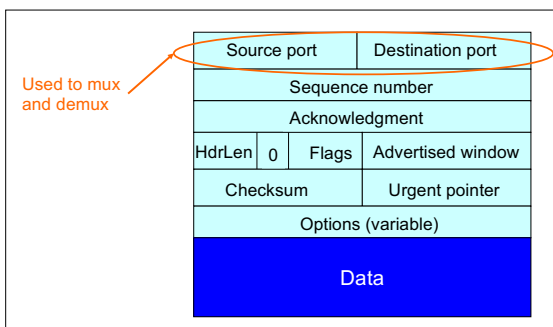 Source port Destination port
Used to mux
and demux
Sequence number
Acknowledgment
HdrLen 0 Flags Advertised window
Checksum Urgent pointer
Options (variable)
Data